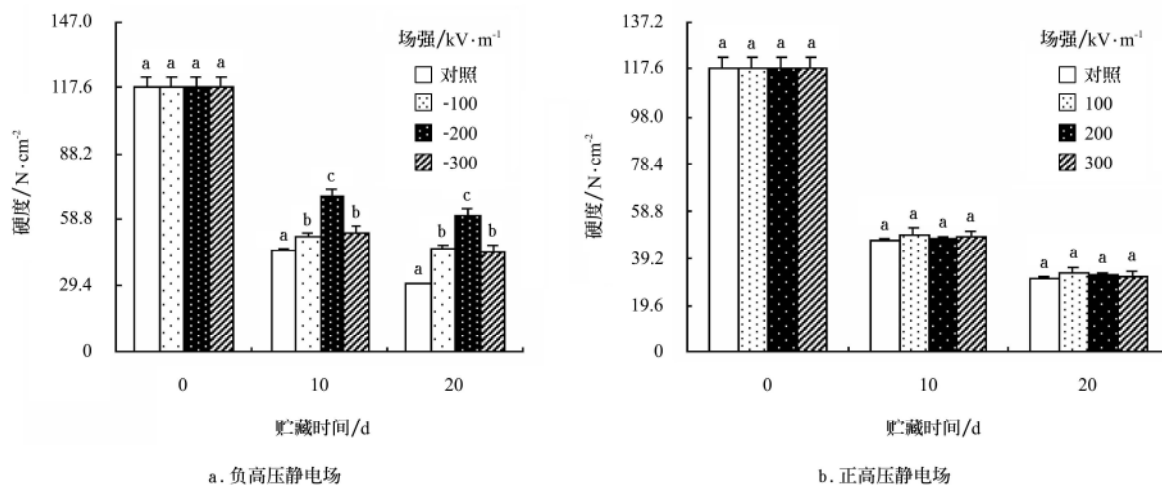 147.0
117.6
88.2
58.8
29.4
0
硬度/N·cm⁻²
a a a a
a b c b
a b c b
场强/kV·m⁻¹
对照
-100
-200
-300
0 10 20
贮藏时间/d
a.负高压静电场
137.2
117.6
98.0
78.4
58.8
39.2
19.6
0
硬度/N·cm⁻²
a a a a
a a a a
a a a a
场强/kV·m⁻¹
对照
100
200
300
0 10 20
贮藏时间/d
b.正高压静电场